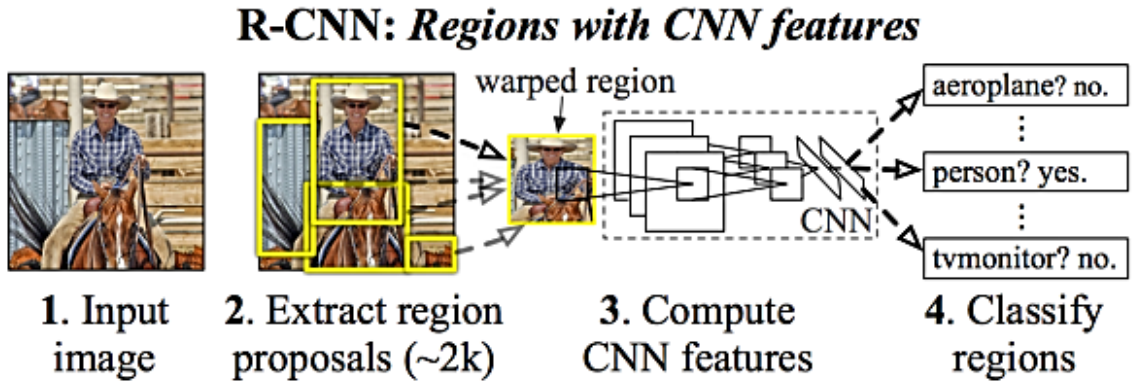 R-CNN: Regions with CNN features
warped region
aeroplane? no.
person? yes.
CNN
tvmonitor? no.
1. Input
image
2. Extract region
proposals (~2k)
3. Compute
CNN features
4. Classify
regions